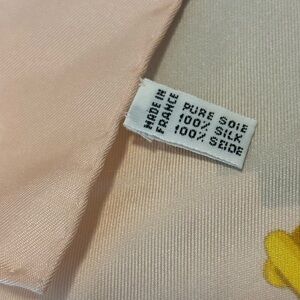 MADE IN
FRANCE
PURE SOIE
100% SILK
100% SEIDE